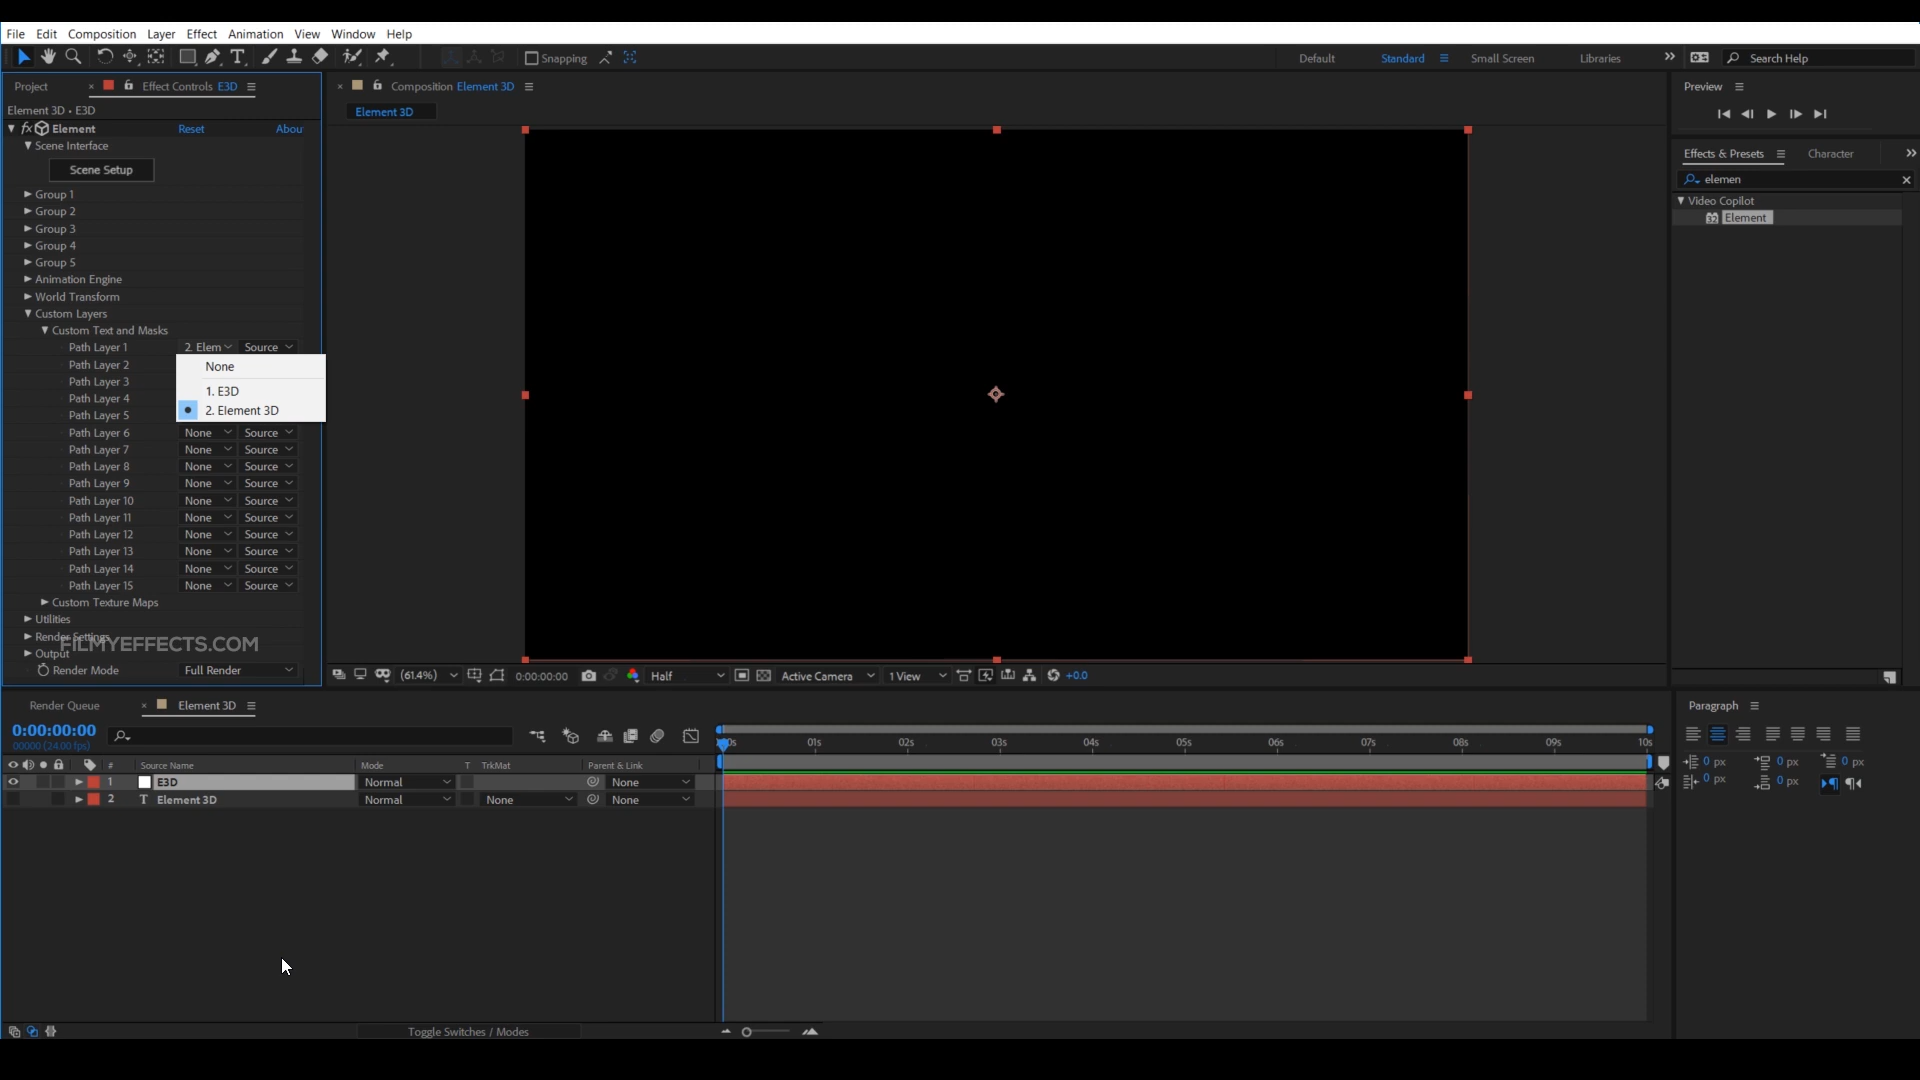 File Edit Composition Layer Effect Animation View Window Help
Snapping
Default Standard Small Screen Libraries Search Help
Project Effect Controls E3D
Composition Element 3D
Preview
Element 3D • E3D
Element 3D
fx Element Reset Abou
Scene Interface
Scene Setup
Effects & Presets Character
elemen
Group 1
Video Copilot
Group 2
Element
Group 3
Group 4
Group 5
Animation Engine
World Transform
Custom Layers
Custom Text and Masks
Path Layer 1 2. Elem Source
Path Layer 2
None
Path Layer 3
1. E3D
Path Layer 4
2. Element 3D
Path Layer 5
Path Layer 6 None Source
Path Layer 7 None Source
Path Layer 8 None Source
Path Layer 9 None Source
Path Layer 10 None Source
Path Layer 11 None Source
Path Layer 12 None Source
Path Layer 13 None Source
Path Layer 14 None Source
Path Layer 15 None Source
Custom Texture Maps
Utilities
Render Settings
FILMYEFFECTS.COM
Output
Render Mode Full Render
(61.4%) 0:00:00:00 Half Active Camera 1 View +0.0
Render Queue Element 3D
Paragraph
0:00:00:00
00000 (24.00 fps)
01s 02s 03s 04s 05s 06s 07s 08s 09s 10s
0 px 0 px 0 px
0 px 0 px
# Source Name Mode T TrkMat Parent & Link
1 E3D Normal None
2 T Element 3D Normal None None
Toggle Switches / Modes